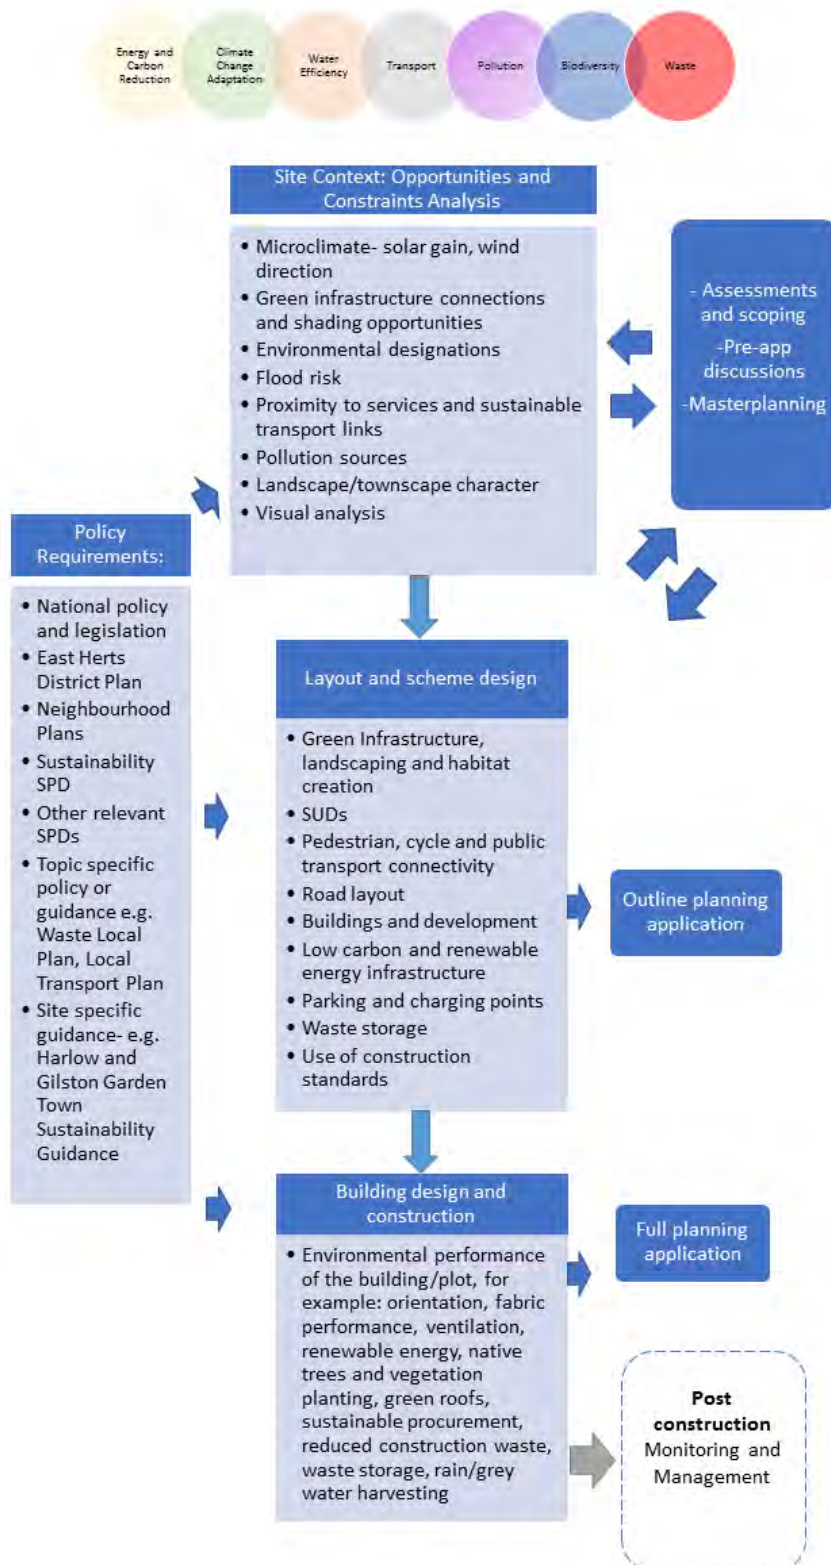 Energy and
Carbon
Reduction
Climate
Change
Adaptation
Water
Efficiency
Transport
Pollution
Biodiversity
Waste
Site Context: Opportunities and
Constraints Analysis
• Microclimate- solar gain, wind
direction
• Green infrastructure connections
and shading opportunities
• Environmental designations
• Flood risk
• Proximity to services and sustainable
transport links
• Pollution sources
• Landscape/townscape character
• Visual analysis
- Assessments
and scoping
-Pre-app
discussions
-Masterplanning
Policy
Requirements:
• National policy
and legislation
• East Herts
District Plan
• Neighbourhood
Plans
• Sustainability
SPD
• Other relevant
SPDs
• Topic specific
policy or
guidance e.g.
Waste Local
Plan, Local
Transport Plan
• Site specific
guidance- e.g.
Harlow and
Gilston Garden
Town
Sustainability
Guidance
Layout and scheme design
• Green Infrastructure,
landscaping and habitat
creation
• SUDs
• Pedestrian, cycle and public
transport connectivity
• Road layout
• Buildings and development
• Low carbon and renewable
energy infrastructure
• Parking and charging points
• Waste storage
• Use of construction
standards
Outline planning
application
Building design and
construction
• Environmental performance
of the building/plot, for
example: orientation, fabric
performance, ventilation,
renewable energy, native
trees and vegetation
planting, green roofs,
sustainable procurement,
reduced construction waste,
waste storage, rain/grey
water harvesting
Full planning
application
Post
construction
Monitoring and
Management